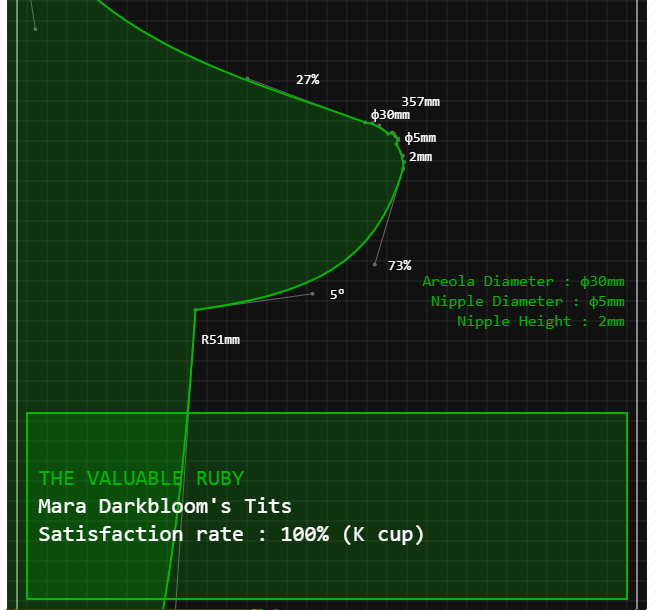 27%
357mm
ϕ30mm
ϕ5mm
2mm
73%
5º
Areola Diameter : ϕ30mm
Nipple Diameter : ϕ5mm
Nipple Height : 2mm
R51mm
THE VALUABLE RUBY
Mara Darkbloom's Tits
Satisfaction rate : 100% (K cup)